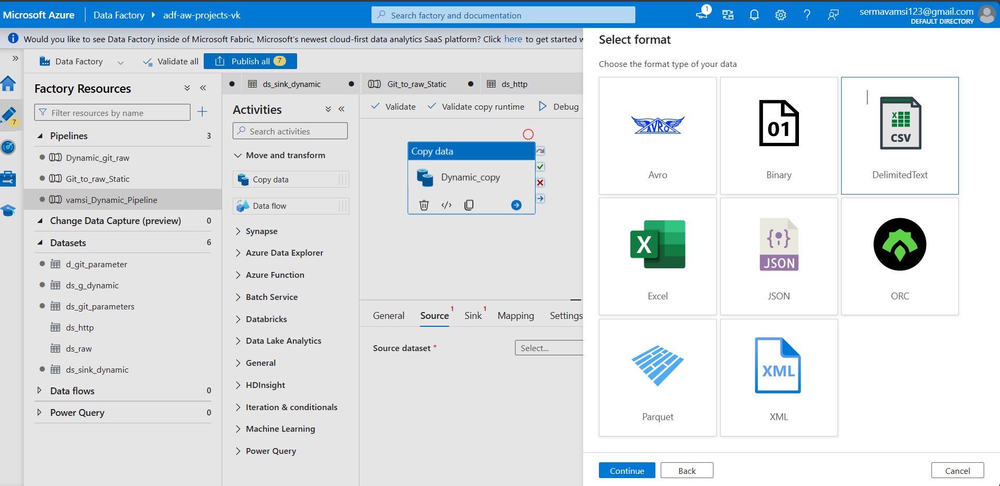 Microsoft Azure
Data Factory
adf-aw-projects-vk
Search factory and documentation
1
sermavamsi123@gmail.com
DEFAULT DIRECTORY
Would you like to see Data Factory inside of Microsoft Fabric, Microsoft's newest cloud-first data analytics SaaS platform? Click here to get started w
Data Factory
Validate all
Publish all 7
7
Factory Resources
Filter resources by name
Pipelines 3
Dynamic_git_raw
Git_to_raw_Static
vamsi_Dynamic_Pipeline
Change Data Capture (preview) 0
Datasets 6
d_git_parameter
ds_g_dynamic
ds_git_parameters
ds_http
ds_raw
ds_sink_dynamic
Data flows 0
Power Query 0
ds_sink_dynamic
Git_to_raw_Static
ds_http
Activities
Search activities
Move and transform
Copy data
Data flow
Synapse
Azure Data Explorer
Azure Function
Batch Service
Databricks
Data Lake Analytics
General
HDInsight
Iteration & conditionals
Machine Learning
Power Query
Validate
Validate copy runtime
Debug
Copy data
Dynamic_copy
General
Source 1
Sink 1
Mapping
Settings
Source dataset *
Select...
Select format
Choose the format type of your data
AVRO
Avro
01
Binary
X
CSV
DelimitedText
X
Excel
JSON
JSON
ORC
Parquet
XML
XML
Continue
Back
Cancel